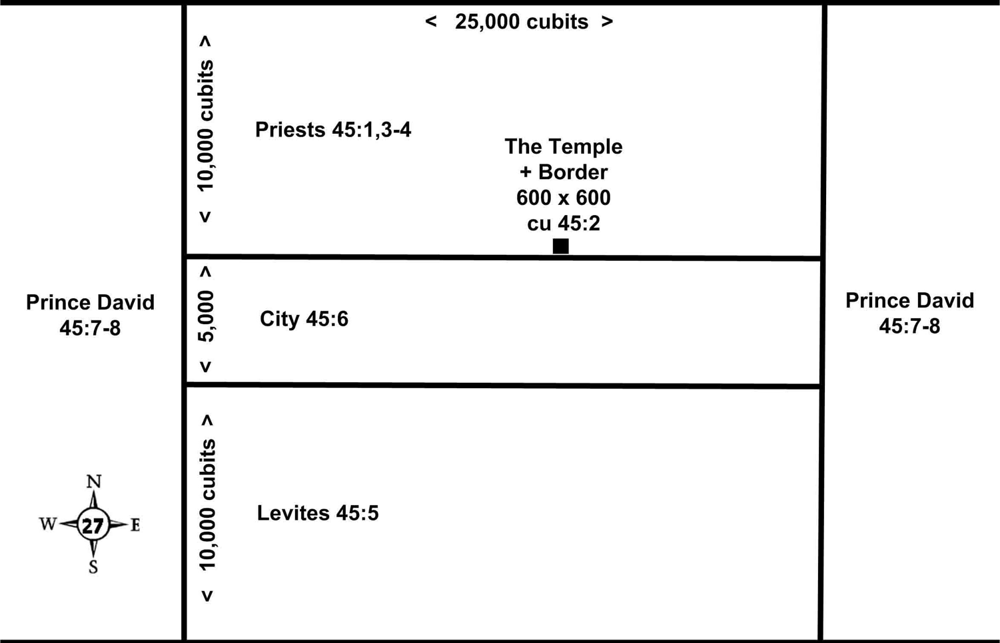 < 25,000 cubits >
< 10,000 cubits >
Priests 45:1,3-4
The Temple
+ Border
600 x 600
cu 45:2
Prince David
45:7-8
< 5,000 >
City 45:6
Prince David
45:7-8
< 10,000 cubits >
Levites 45:5
N
W 27 E
S